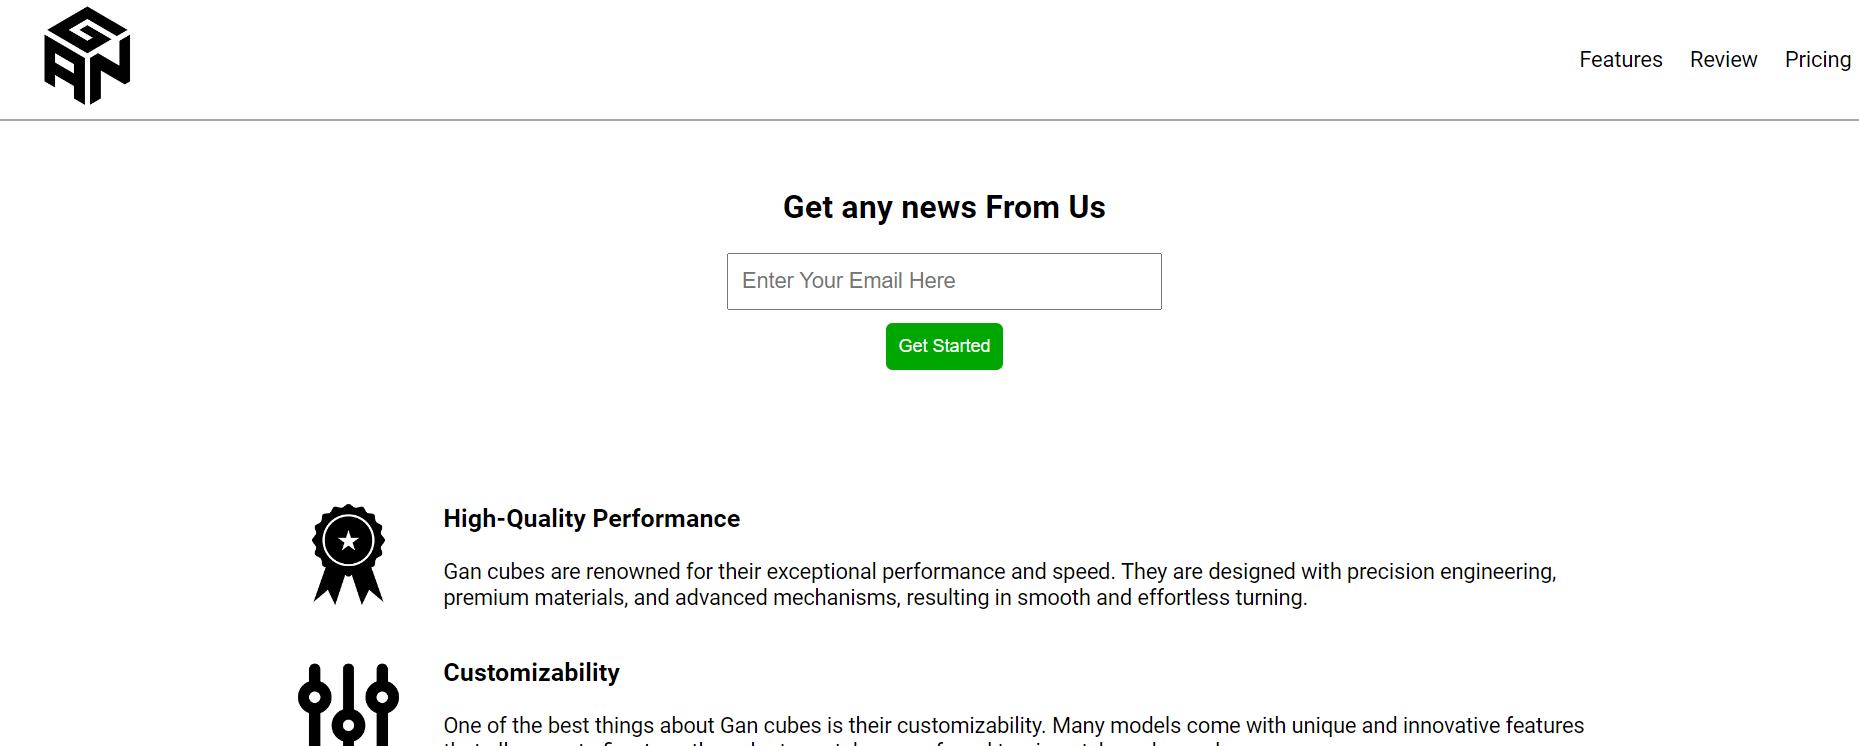 GAN
Features Review Pricing
Get any news From Us
Enter Your Email Here
Get Started
High-Quality Performance
Gan cubes are renowned for their exceptional performance and speed. They are designed with precision engineering,
premium materials, and advanced mechanisms, resulting in smooth and effortless turning.
Customizability
One of the best things about Gan cubes is their customizability. Many models come with unique and innovative features